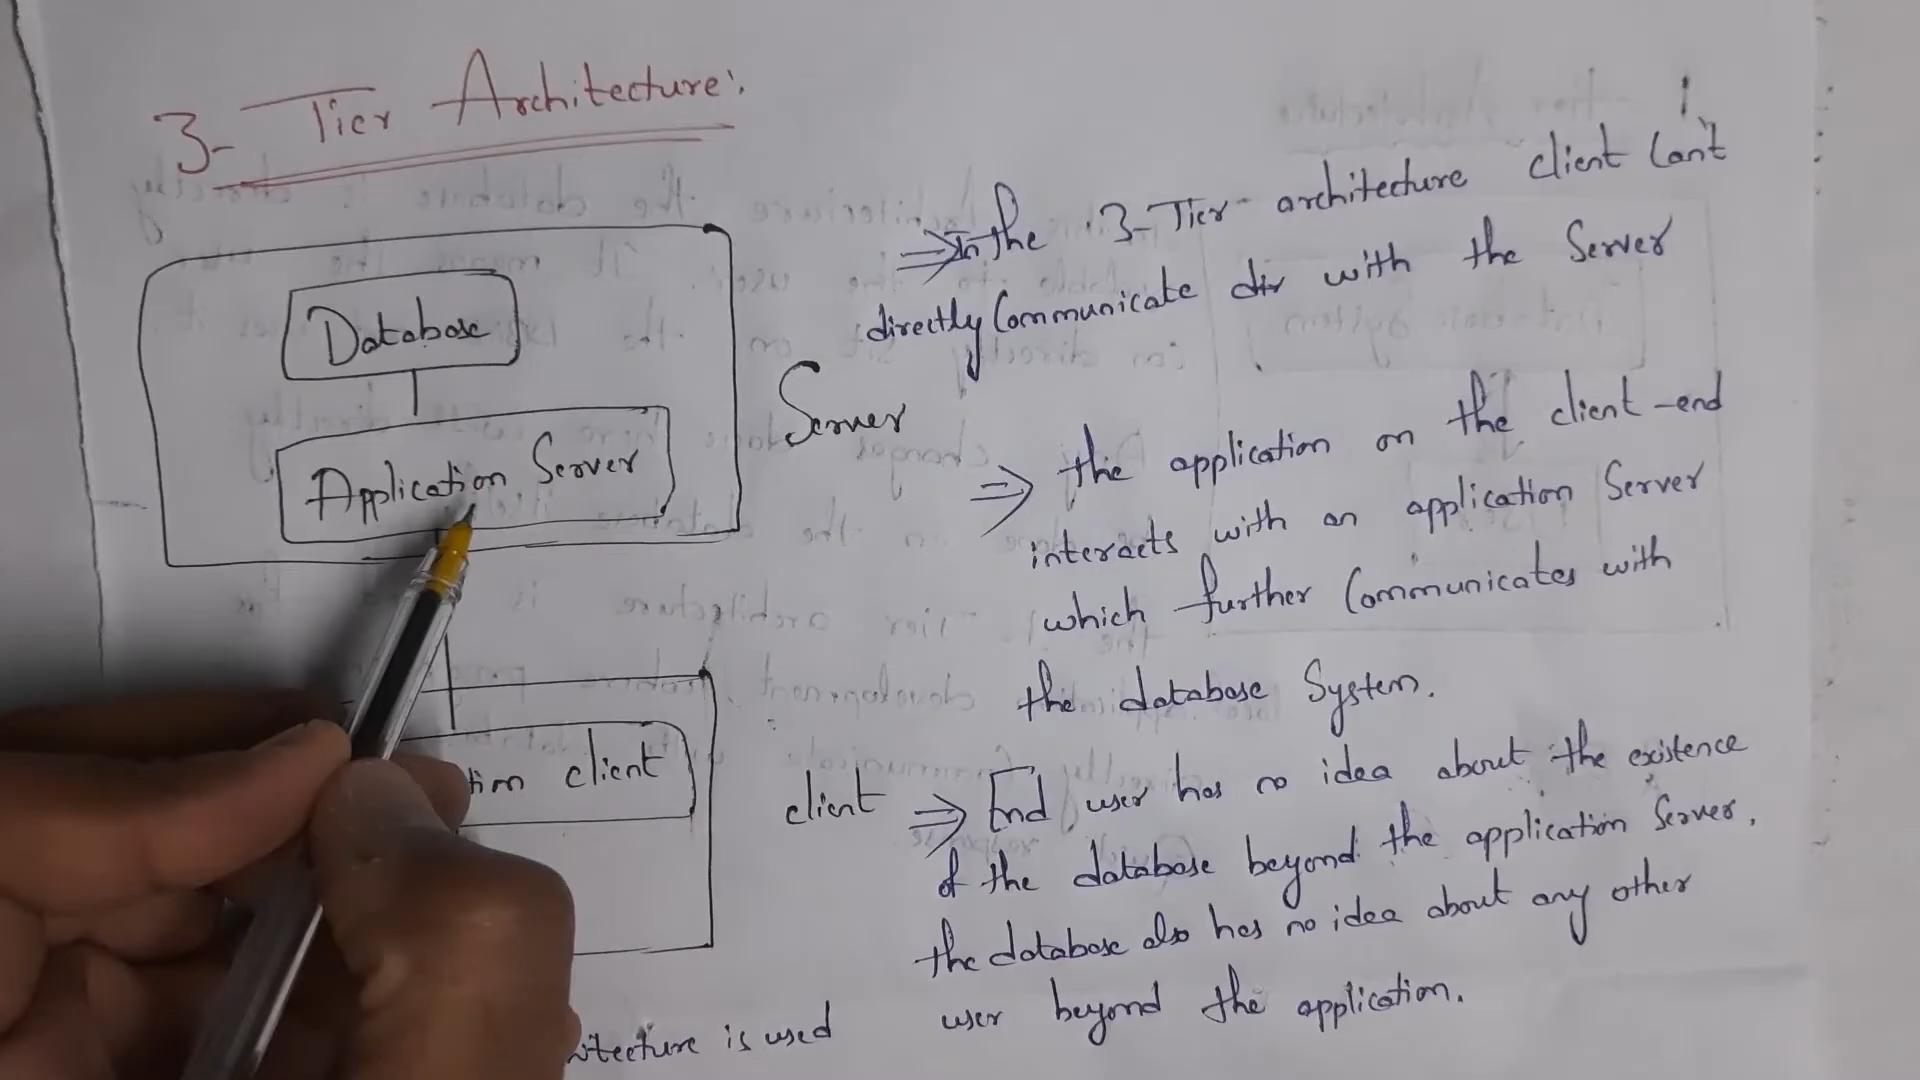 3- Tier Architecture:
Database
Application Server
Server
tion client
client
itecture is used
⇒ In the 3-Tier architecture client Can't
directly Communicate dir with the Server
⇒ the application on the client-end
interacts with an application Server
which further Communicates with
the database System.
⇒ End user has no idea about the existence
of the database beyond the application Server.
the database also has no idea about any other
user beyond the application.